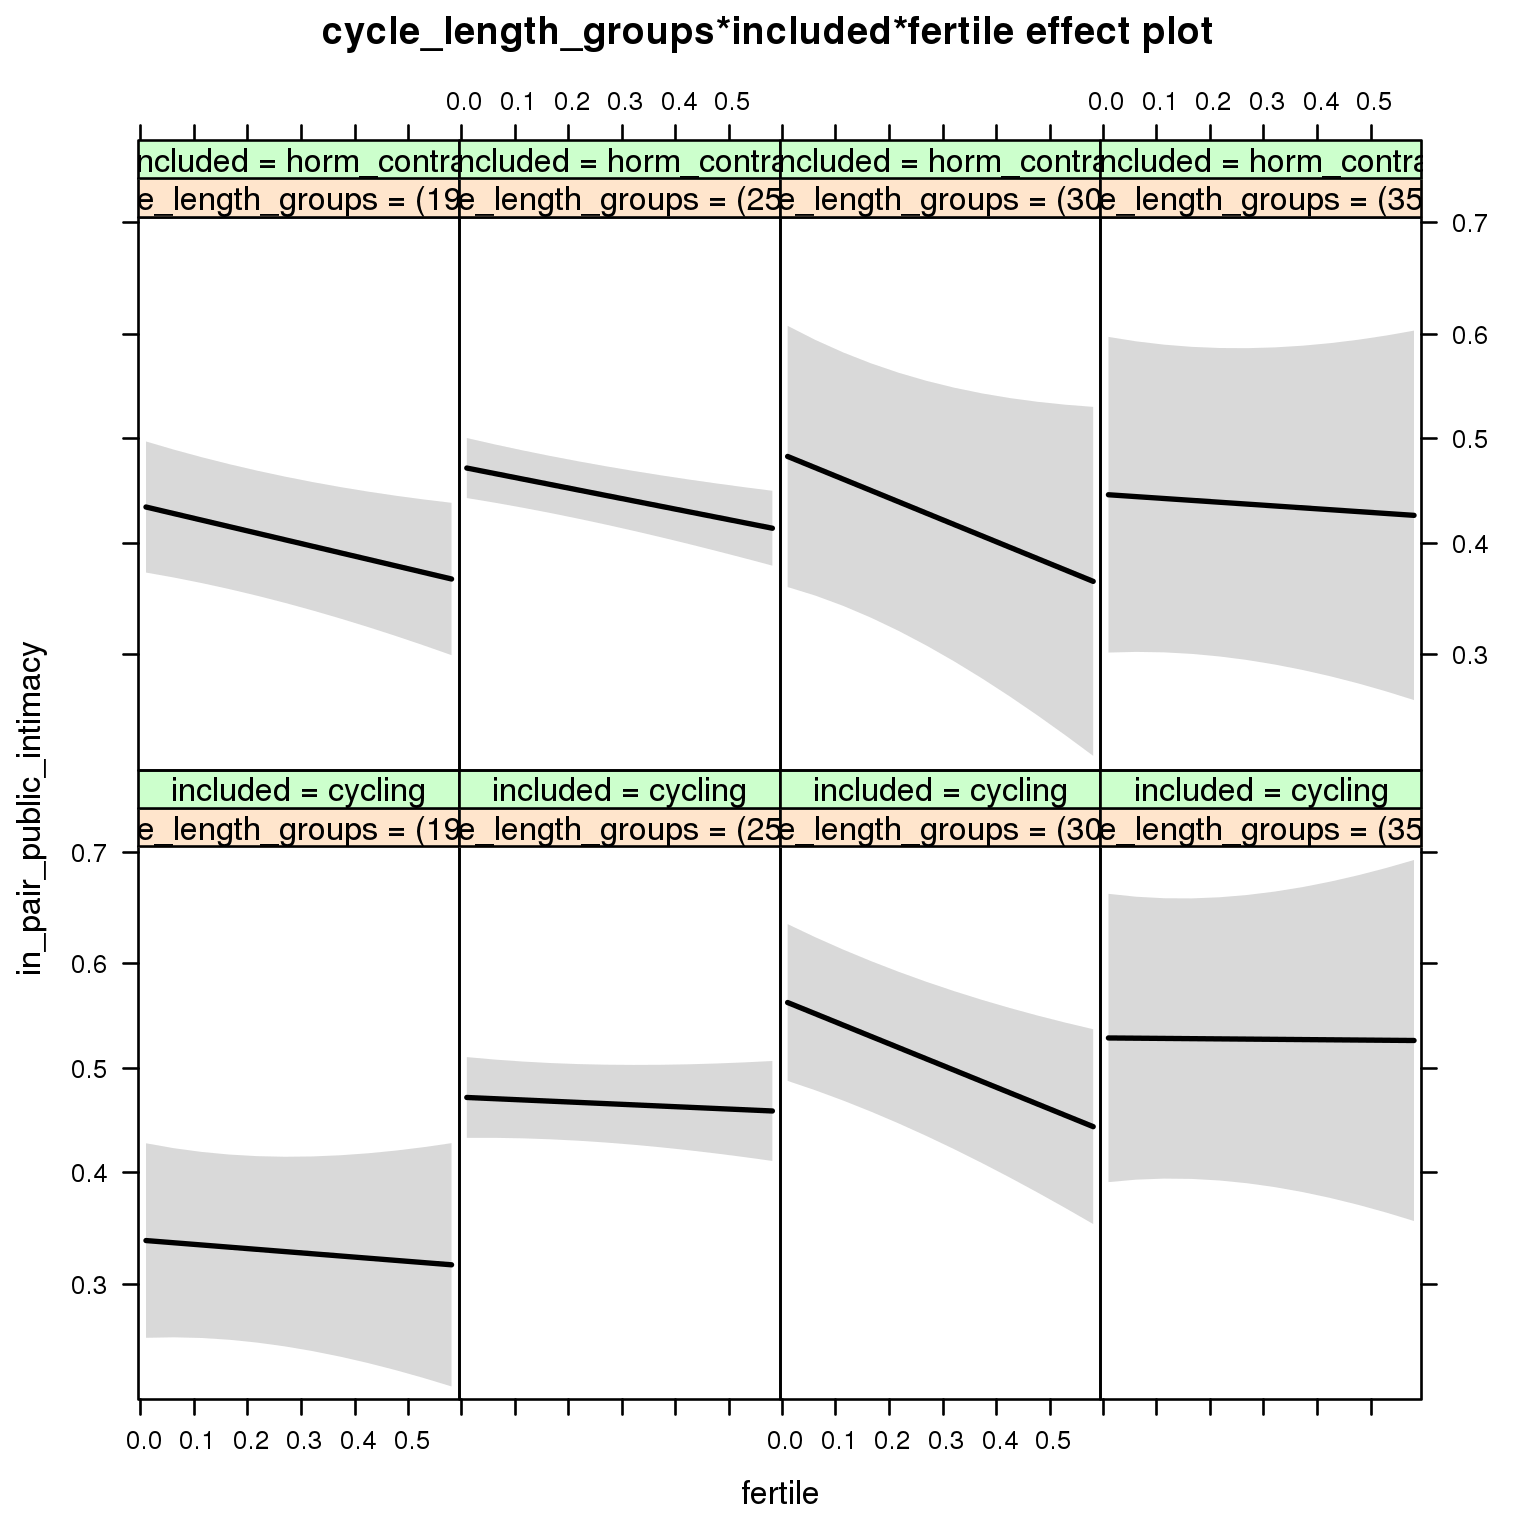 cycle_length_groups*included*fertile effect plot
0.0 0.1 0.2 0.3 0.4 0.5 0.0 0.1 0.2 0.3 0.4 0.5
ncluded = horm_contra ncluded = horm_contra ncluded = horm_contra ncluded = horm_contra
e_length_groups = (19 e_length_groups = (25 e_length_groups = (30 e_length_groups = (35
0.7
0.6
0.5
0.4
0.3
in_pair_public_intimacy
included = cycling included = cycling included = cycling included = cycling
e_length_groups = (19 e_length_groups = (25 e_length_groups = (30 e_length_groups = (35
0.7
0.6
0.5
0.4
0.3
0.0 0.1 0.2 0.3 0.4 0.5 0.0 0.1 0.2 0.3 0.4 0.5
fertile